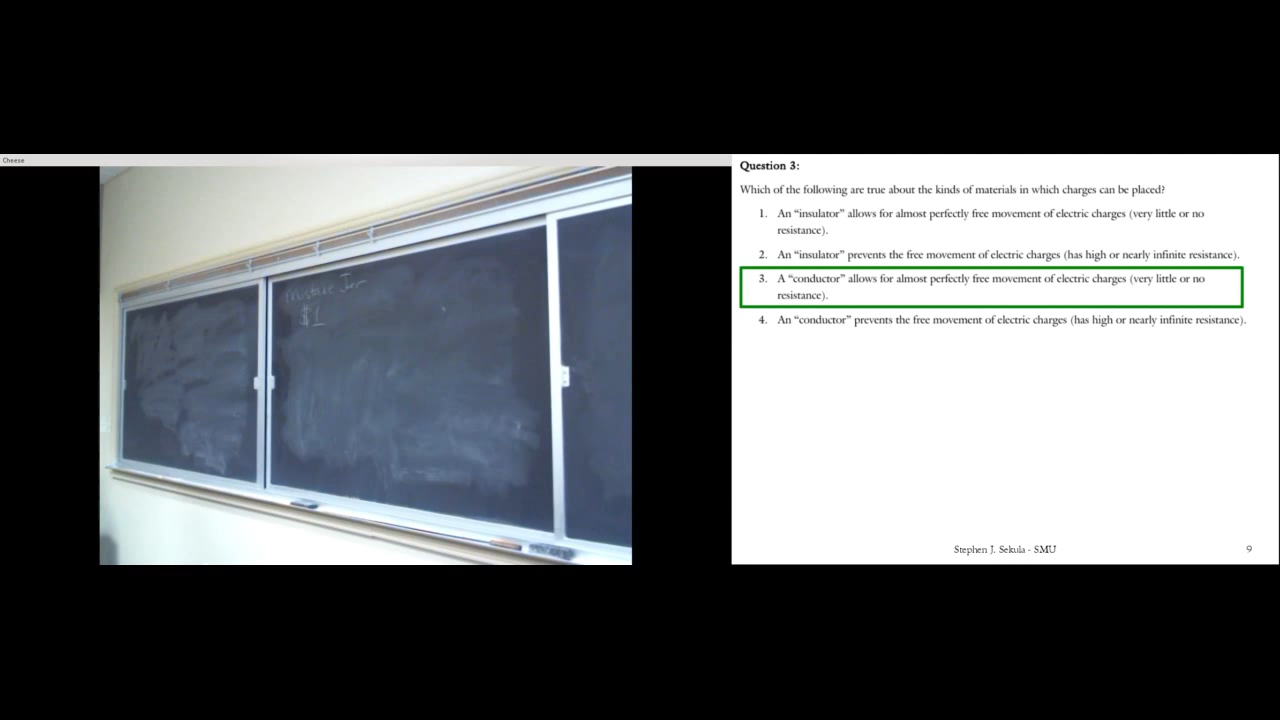 Cheese
Mistake Jar
$1
Question 3:
Which of the following are true about the kinds of materials in which charges can be placed?
1. An “insulator” allows for almost perfectly free movement of electric charges (very little or no
resistance).
2. An “insulator” prevents the free movement of electric charges (has high or nearly infinite resistance).
3. A “conductor” allows for almost perfectly free movement of electric charges (very little or no
resistance).
4. An “conductor” prevents the free movement of electric charges (has high or nearly infinite resistance).
Stephen J. Sekula - SMU
9